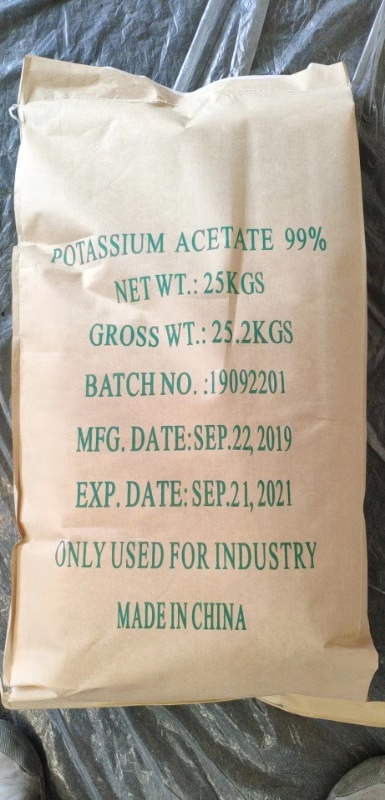 POTASSIUM ACETATE 99%
NET WT.: 25KGS
GROSS WT.: 25.2KGS
BATCH NO. :19092201
MFG. DATE:SEP.22,2019
EXP. DATE: SEP.21,2021
ONLY USED FOR INDUSTRY
MADE IN CHINA